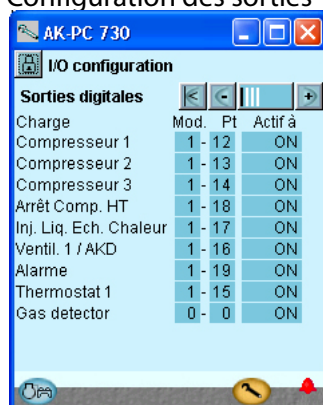 Configuration des sorties
AK-PC 730
I/O configuration
Sorties digitales
Charge Mod. Pt Actif à
Compresseur 1 1 - 12 ON
Compresseur 2 1 - 13 ON
Compresseur 3 1 - 14 ON
Arrêt Comp. HT 1 - 18 ON
Inj. Liq. Ech. Chaleur 1 - 17 ON
Ventil. 1 / AKD 1 - 16 ON
Alarme 1 - 19 ON
Thermostat 1 1 - 15 ON
Gas detector 0 - 0 ON